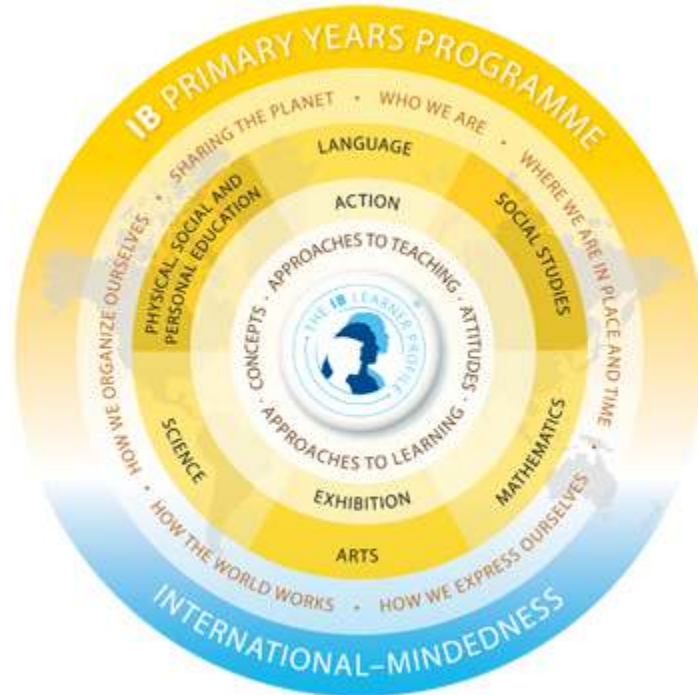 IB PRIMARY YEARS PROGRAMME
SHARING THE PLANET • WHO WE ARE • WHERE WE ARE IN PLACE AND TIME •
HOW WE ORGANIZE OURSELVES •
HOW THE WORLD WORKS • HOW WE EXPRESS OURSELVES
LANGUAGE
SOCIAL STUDIES
MATHEMATICS
ARTS
SCIENCE
PHYSICAL, SOCIAL AND
PERSONAL EDUCATION
ACTION
EXHIBITION
CONCEPTS · APPROACHES TO TEACHING · ATTITUDES ·
APPROACHES TO LEARNING ·
THE IB LEARNER PROFILE ®
INTERNATIONAL–MINDEDNESS